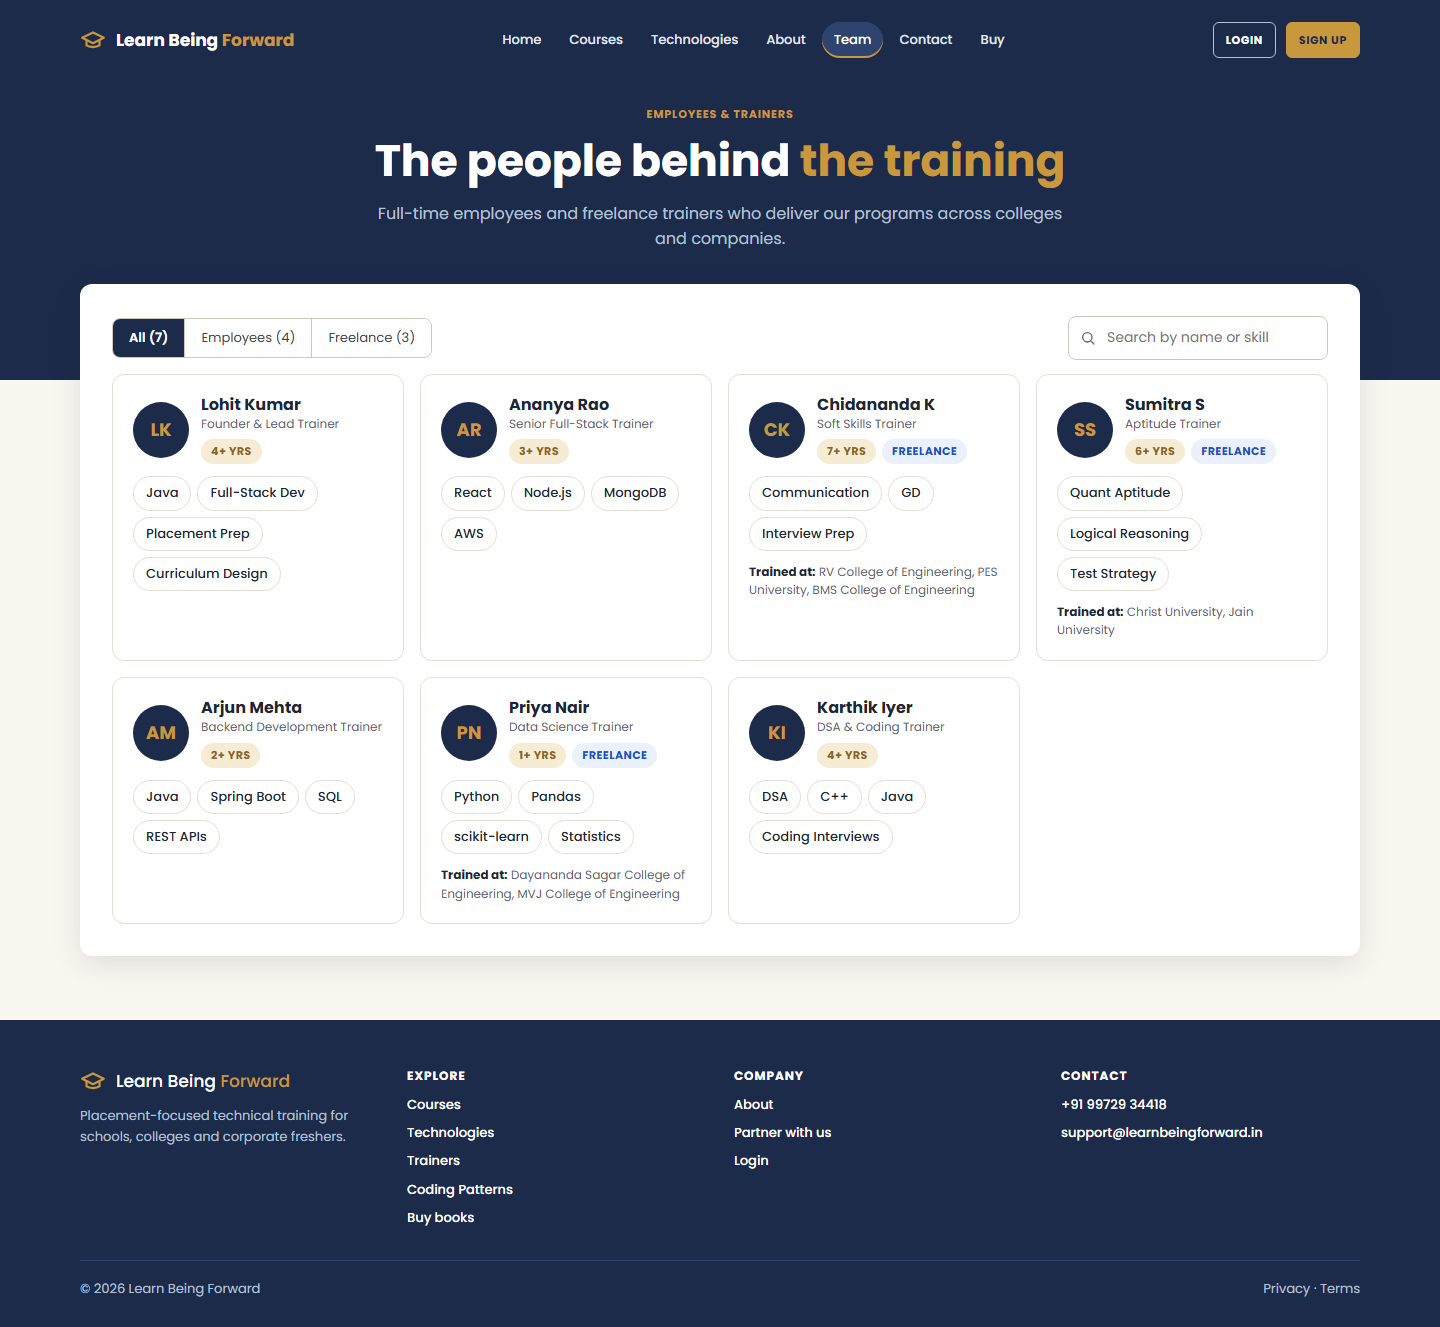 Learn Being Forward
Home
Courses
Technologies
About
Team
Contact
Buy
LOGIN
SIGN UP
EMPLOYEES & TRAINERS
The people behind the training
Full-time employees and freelance trainers who deliver our programs across colleges
and companies.
All (7)
Employees (4)
Freelance (3)
Search by name or skill
LK
Lohit Kumar
Founder & Lead Trainer
4+ YRS
Java
Full-Stack Dev
Placement Prep
Curriculum Design
AR
Ananya Rao
Senior Full-Stack Trainer
3+ YRS
React
Node.js
MongoDB
AWS
CK
Chidananda K
Soft Skills Trainer
7+ YRS
FREELANCE
Communication
GD
Interview Prep
Trained at: RV College of Engineering, PES
University, BMS College of Engineering
SS
Sumitra S
Aptitude Trainer
6+ YRS
FREELANCE
Quant Aptitude
Logical Reasoning
Test Strategy
Trained at: Christ University, Jain
University
AM
Arjun Mehta
Backend Development Trainer
2+ YRS
Java
Spring Boot
SQL
REST APIs
PN
Priya Nair
Data Science Trainer
1+ YRS
FREELANCE
Python
Pandas
scikit-learn
Statistics
Trained at: Dayananda Sagar College of
Engineering, MVJ College of Engineering
KI
Karthik Iyer
DSA & Coding Trainer
4+ YRS
DSA
C++
Java
Coding Interviews
Learn Being Forward
Placement-focused technical training for
schools, colleges and corporate freshers.
EXPLORE
Courses
Technologies
Trainers
Coding Patterns
Buy books
COMPANY
About
Partner with us
Login
CONTACT
+91 99729 34418
support@learnbeingforward.in
© 2026 Learn Being Forward
Privacy · Terms